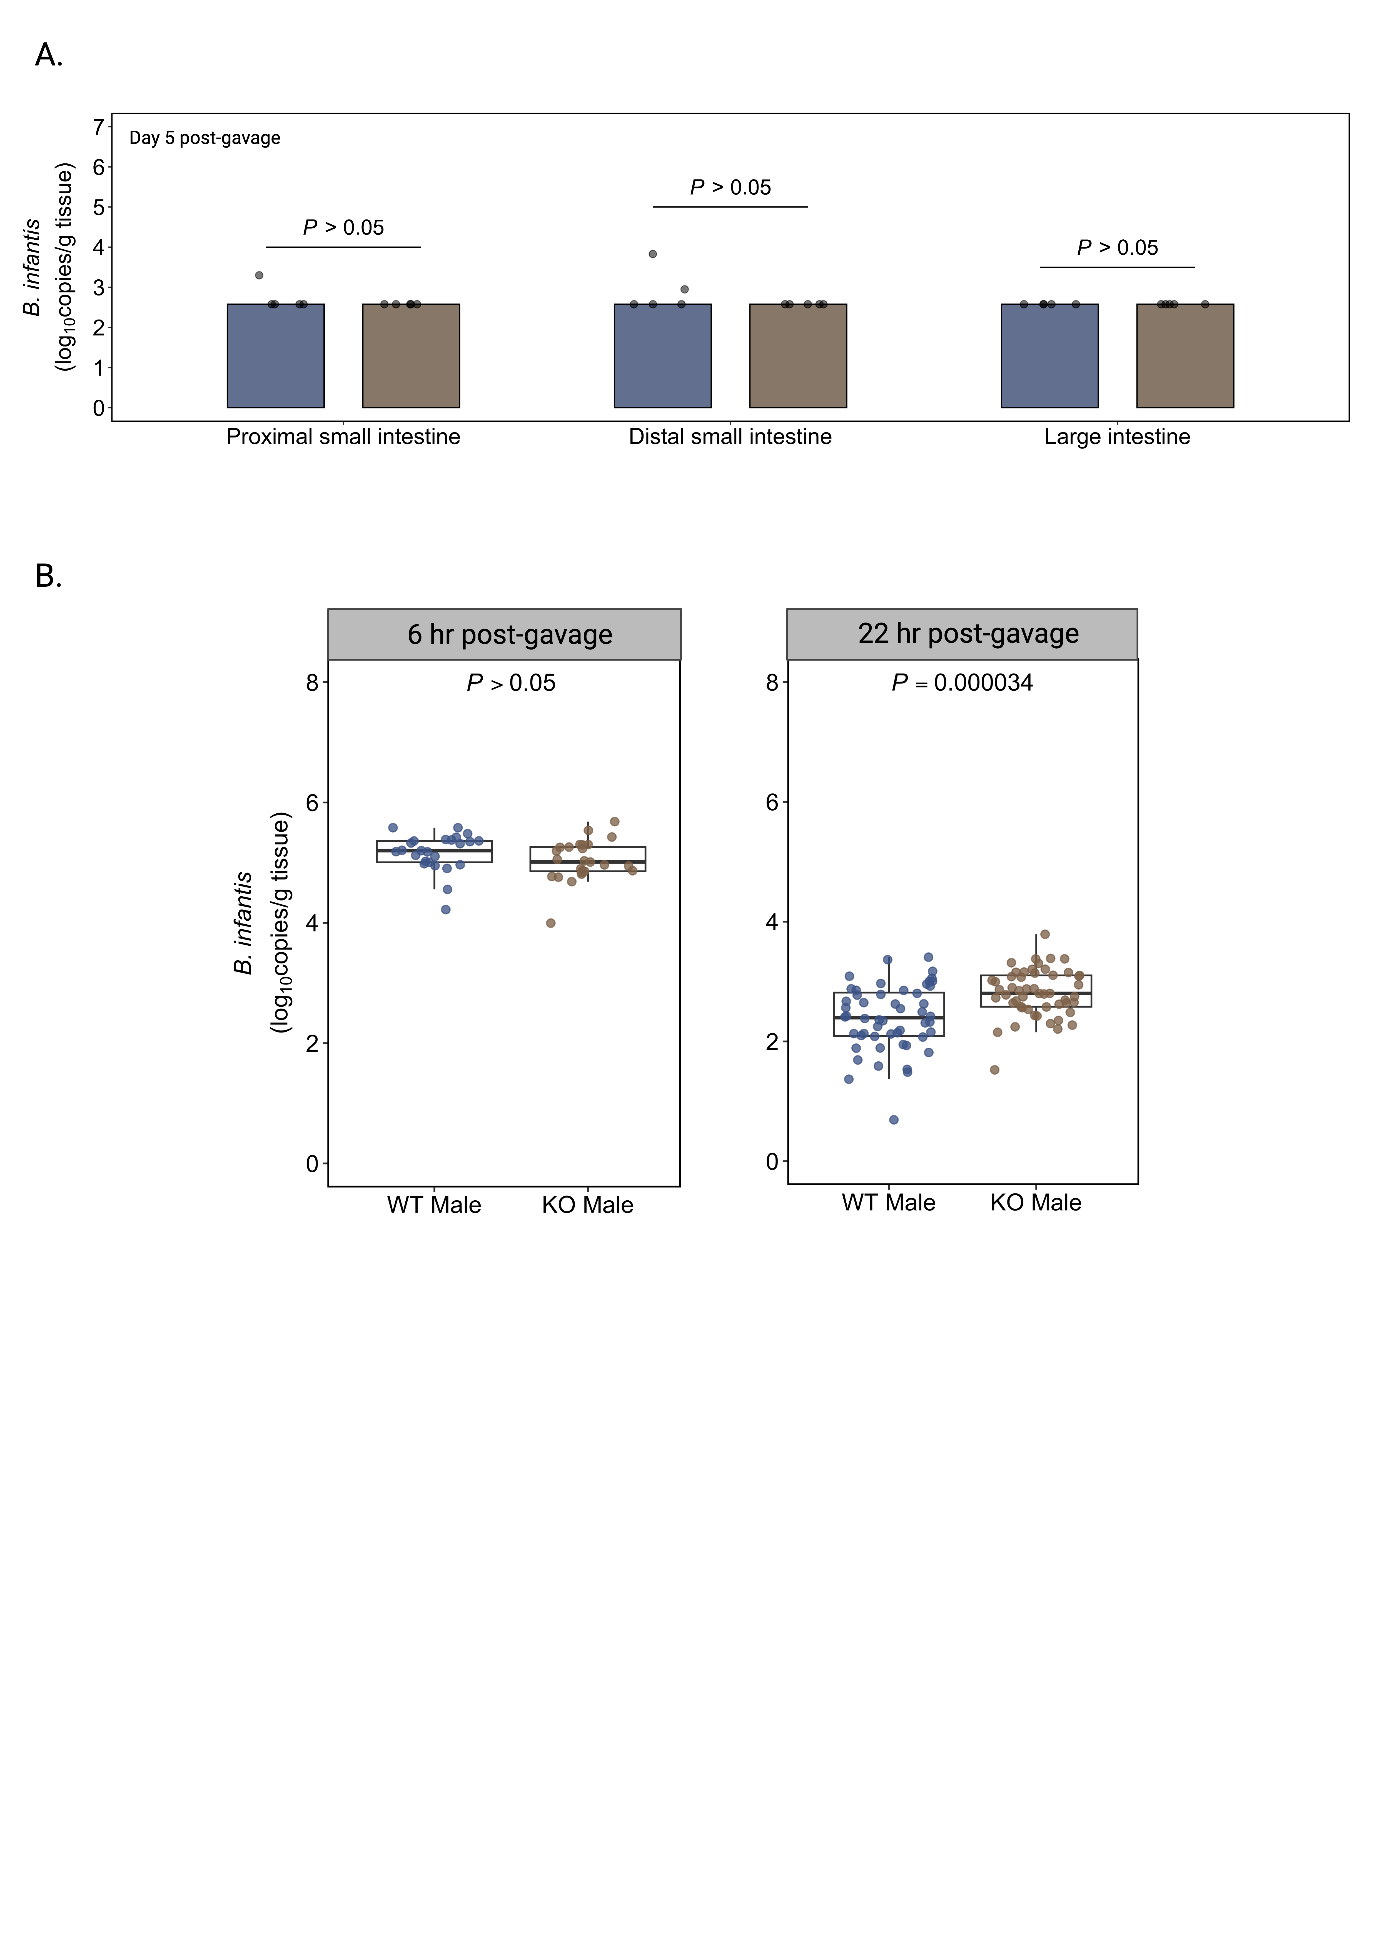 A.
7
Day 5 post-gavage
6
5
4
3
2
1
0
B. infantis
(log₁₀copies/g tissue)
P > 0.05
P > 0.05
P > 0.05
Proximal small intestine
Distal small intestine
Large intestine
B.
6 hr post-gavage
P > 0.05
8
6
4
2
0
B. infantis
(log₁₀copies/g tissue)
WT Male
KO Male
22 hr post-gavage
P = 0.000034
8
6
4
2
0
WT Male
KO Male